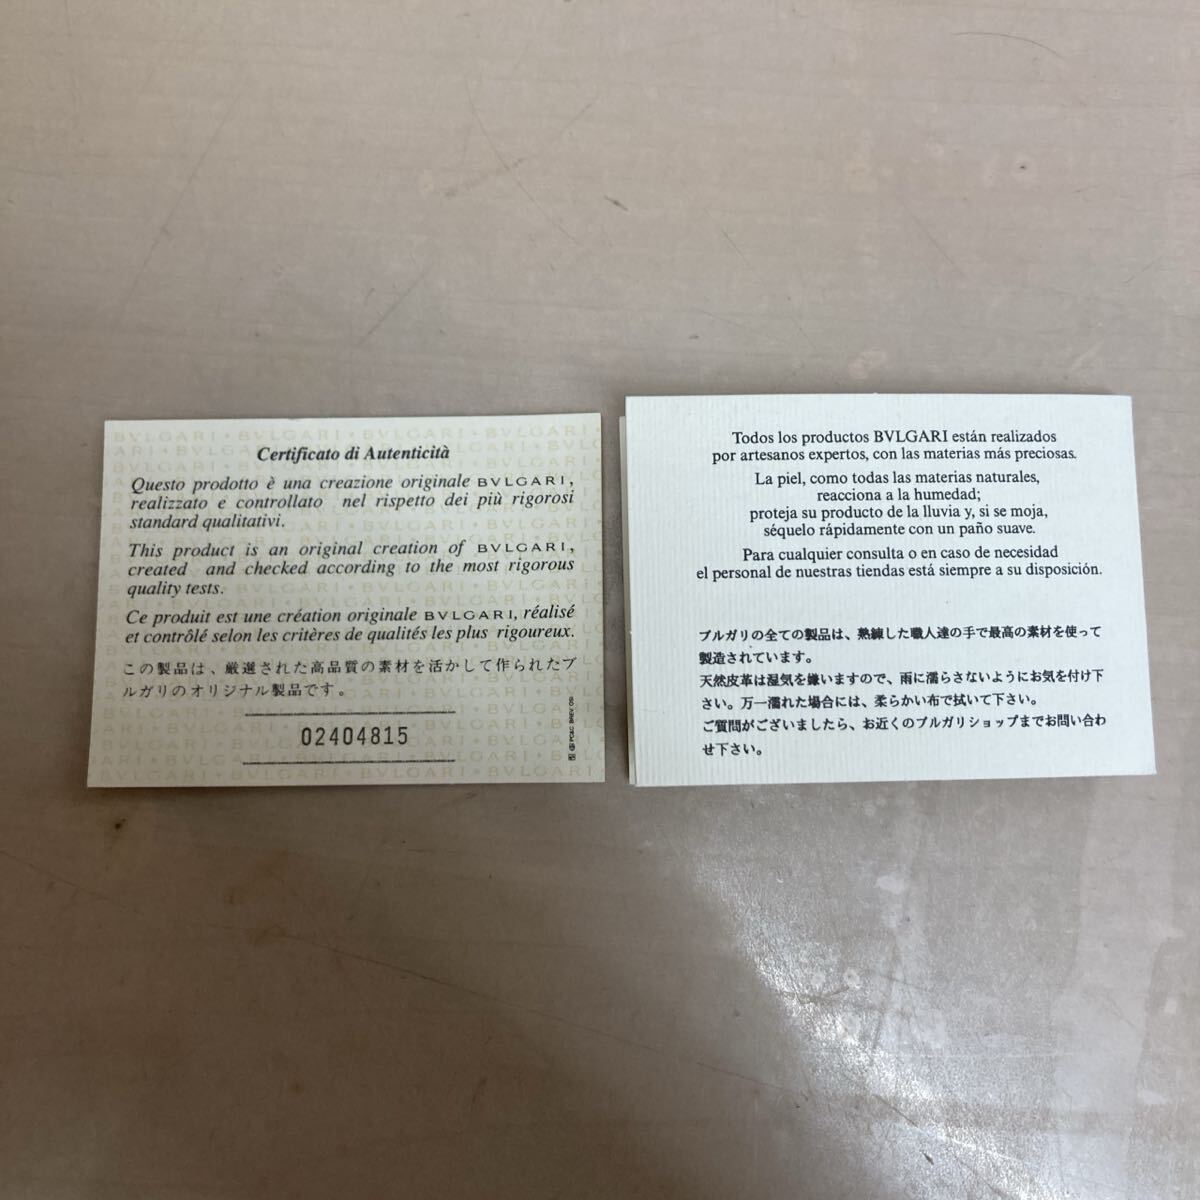 Certificato di Autenticità
Questo prodotto è una creazione originale BVLGARI,
realizzato e controllato nel rispetto dei più rigorosi
standard qualitativi.
This product is an original creation of BVLGARI,
created and checked according to the most rigorous
quality tests.
Ce produit est une création originale BVLGARI, réalisé
et contrôlé selon les critères de qualités les plus rigoureux.
この製品は、厳選された高品質の素材を活かして作られたブ
ルガリのオリジナル製品です。
02404815
Todos los productos BVLGARI están realizados
por artesanos expertos, con las materias más preciosas.
La piel, como todas las materias naturales,
reacciona a la humedad;
proteja su producto de la lluvia y, si se moja,
séquelo rápidamente con un paño suave.
Para cualquier consulta o en caso de necesidad
el personal de nuestras tiendas está siempre a su disposición.
ブルガリの全ての製品は、熟練した職人達の手で最高の素材を使って
製造されています。
天然皮革は湿気を嫌いますので、雨に濡らさないようにお気を付け下
さい。万一濡れた場合には、柔らかい布で拭いて下さい。
ご質問がございましたら、お近くのブルガリショップまでお問い合わ
せ下さい。